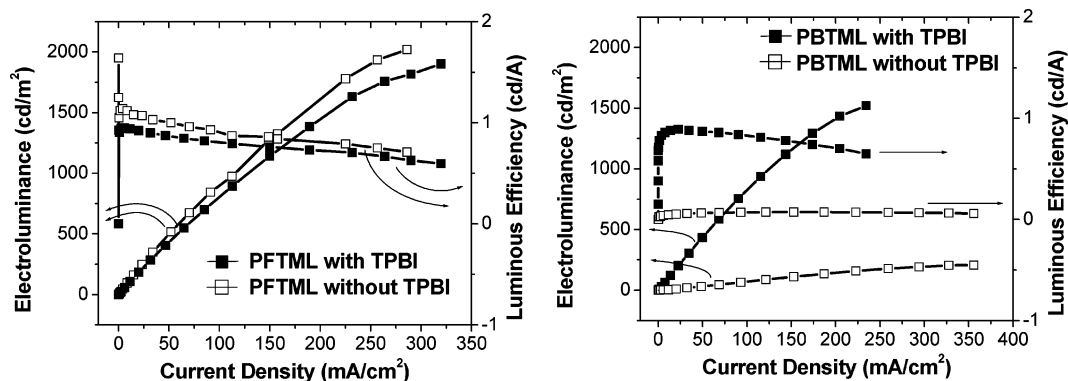 Electroluminance (cd/m²)
2000
1500
1000
500
0
2
1
0
-1
Luminous Efficiency (cd/A)
PFTML with TPBI
PFTML without TPBI
0 50 100 150 200 250 300 350
Current Density (mA/cm²)
Electroluminance (cd/m²)
2000
1500
1000
500
0
2
1
0
-1
Luminous Efficiency (cd/A)
PBTML with TPBI
PBTML without TPBI
0 50 100 150 200 250 300 350 400
Current Density (mA/cm²)